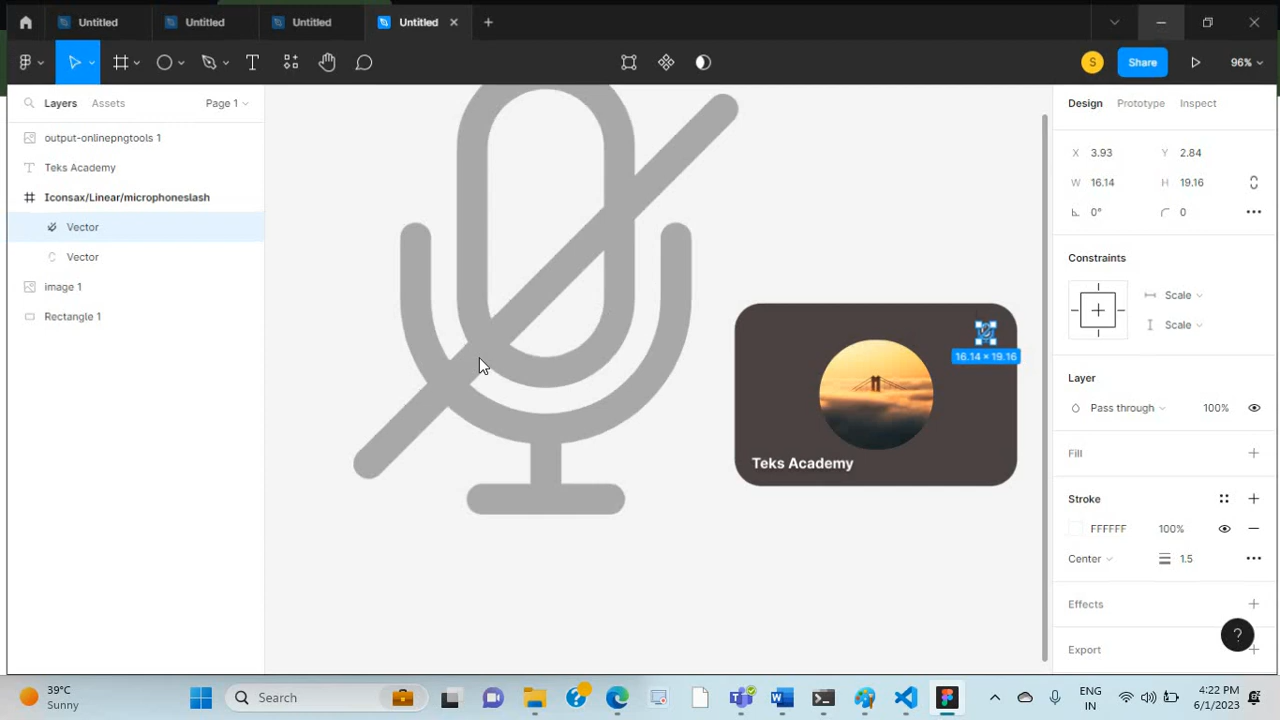 Untitled
Untitled
Untitled
Untitled
Share
S
96%
Layers
Assets
Page 1
output-onlinepngtools 1
Teks Academy
Iconsax/Linear/microphoneslash
Vector
Vector
image 1
Rectangle 1
16.14 × 19.16
Teks Academy
Design
Prototype
Inspect
X 3.93
Y 2.84
W 16.14
H 19.16
0°
0
Constraints
Scale
Scale
Layer
Pass through
100%
Fill
Stroke
FFFFFF
100%
Center
1.5
Effects
Export
?
39°C
Sunny
Search
ENG
IN
4:22 PM
6/1/2023